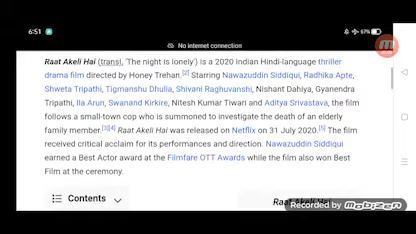 6:51
67%
No internet connection
Raat Akeli Hai (transl. 'The night is lonely') is a 2020 Indian Hindi-language thriller
drama film directed by Honey Trehan.[2] Starring Nawazuddin Siddiqui, Radhika Apte,
Shweta Tripathi, Tigmanshu Dhulia, Shivani Raghuvanshi, Nishant Dahiya, Gyanendra
Tripathi, Ila Arun, Swanand Kirkire, Nitesh Kumar Tiwari and Aditya Srivastava, the film
follows a small-town cop who is summoned to investigate the death of an elderly
family member.[3][4] Raat Akeli Hai was released on Netflix on 31 July 2020.[5] The film
received critical acclaim for its performances and direction. Nawazuddin Siddiqui
earned a Best Actor award at the Filmfare OTT Awards while the film also won Best
Film at the ceremony.
Contents
Raat Akeli Hai
Recorded by Mobizen